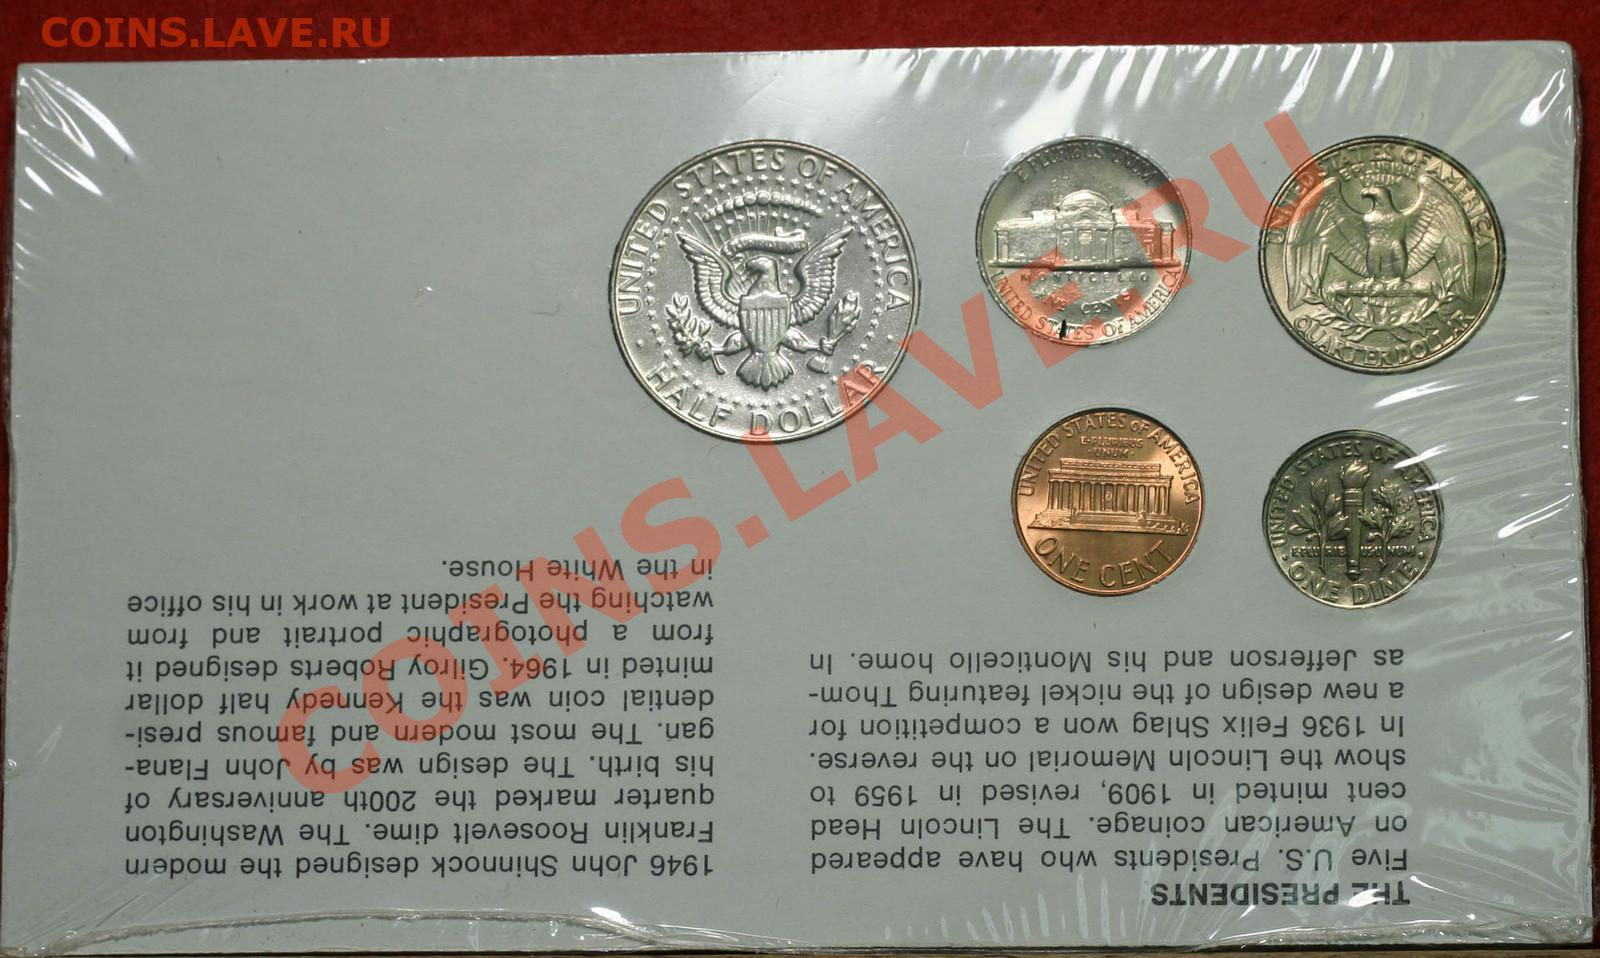 COINS.LAVE.RU
COINS.LAVE.RU
UNITED STATES OF AMERICA
HALF DOLLAR
E PLURIBUS UNUM
MONTICELLO
CENTS
UNITED STATES OF AMERICA
UNITED STATES OF AMERICA
E PLURIBUS
UNUM
QUARTER DOLLAR
UNITED STATES OF AMERICA
E·PLURIBUS
·UNUM·
ONE CENT
UNITED STATES OF AMERICA
E PLURIBUS UNUM
· ONE DIME ·
THE PRESIDENTS
Five U.S. Presidents who have appeared
on American coinage. The Lincoln Head
cent minted in 1909, revised in 1959 to
show the Lincoln Memorial on the reverse.
In 1936 Felix Shlag won a competition for
a new design of the nickel featuring Thom-
as Jefferson and his Monticello home. In
1946 John Shinnock designed the modern
Franklin Roosevelt dime. The Washington
quarter marked the 200th anniversary of
his birth. The design was by John Flana-
gan. The most modern and famous presi-
dential coin was the Kennedy half dollar
minted in 1964. Gilroy Roberts designed it
from a photographic portrait and from
watching the President at work in his office
in the White House.